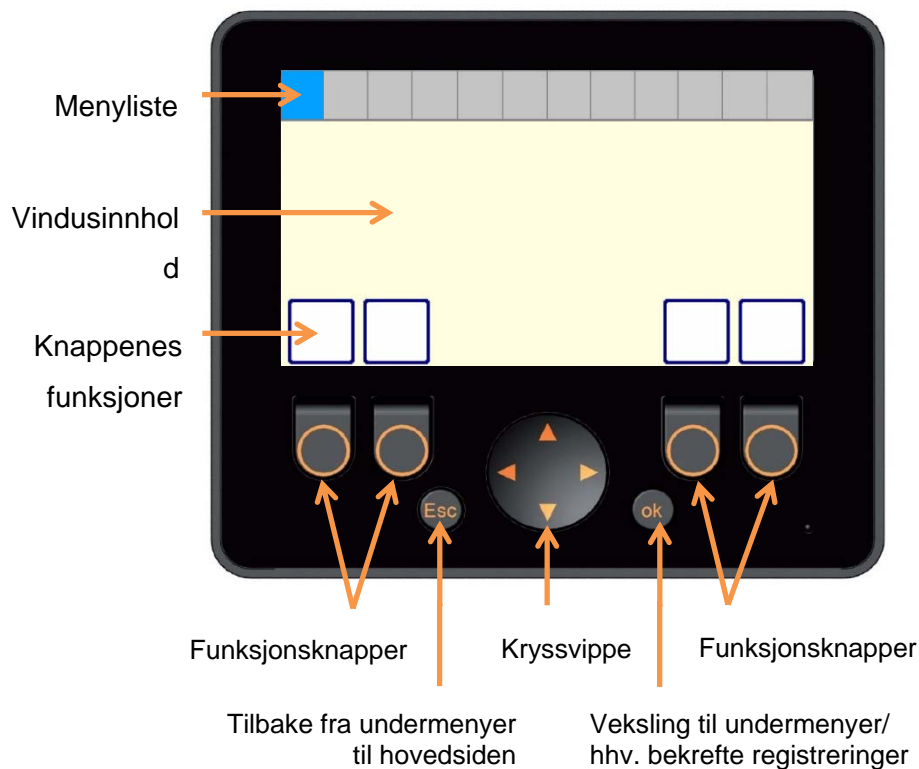 Menyliste
Vindusinnhol
d
Knappenes
funksjoner
Esc
ok
Funksjonsknapper
Kryssvippe
Funksjonsknapper
Tilbake fra undermenyer
til hovedsiden
Veksling til undermenyer/
hhv. bekrefte registreringer